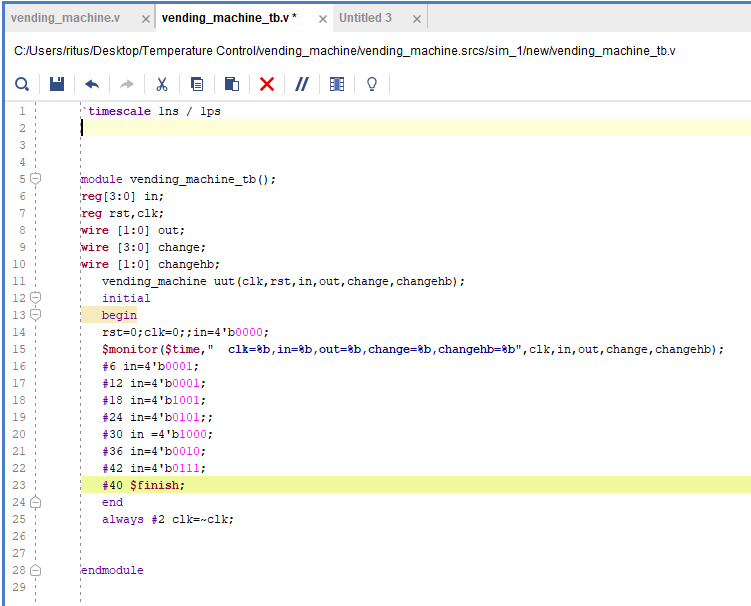 vending_machine.v × vending_machine_tb.v * × Untitled 3 ×
C:/Users/ritus/Desktop/Temperature Control/vending_machine/vending_machine.srcs/sim_1/new/vending_machine_tb.v
1 `timescale 1ns / 1ps
2
3
4
5 module vending_machine_tb();
6 reg[3:0] in;
7 reg rst,clk;
8 wire [1:0] out;
9 wire [3:0] change;
10 wire [1:0] changehb;
11 vending_machine uut(clk,rst,in,out,change,changehb);
12 initial
13 begin
14 rst=0;clk=0;;in=4'b0000;
15 $monitor($time,"  clk=%b,in=%b,out=%b,change=%b,changehb=%b",clk,in,out,change,changehb);
16 #6 in=4'b0001;
17 #12 in=4'b0001;
18 #18 in=4'b1001;
19 #24 in=4'b0101;;
20 #30 in =4'b1000;
21 #36 in=4'b0010;
22 #42 in=4'b0111;
23 #40 $finish;
24 end
25 always #2 clk=~clk;
26
27
28 endmodule
29